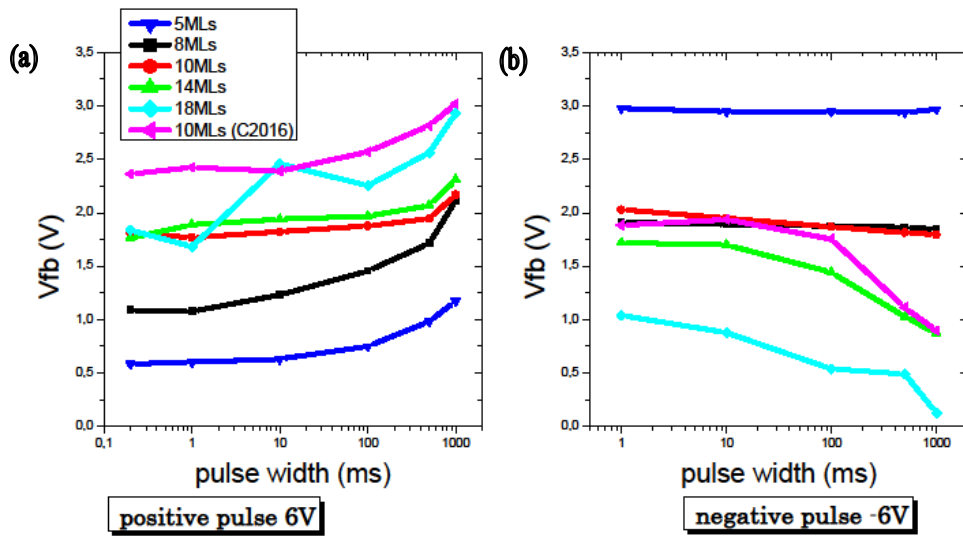 (a)
5MLs
8MLs
10MLs
14MLs
18MLs
10MLs (C2016)
3,5
3,0
2,5
2,0
1,5
1,0
0,5
0,0
Vfb (V)
0,1
1
10
100
1000
pulse width (ms)
positive pulse 6V
(b)
3,5
3,0
2,5
2,0
1,5
1,0
0,5
0,0
Vfb (V)
1
10
100
1000
pulse width (ms)
negative pulse -6V